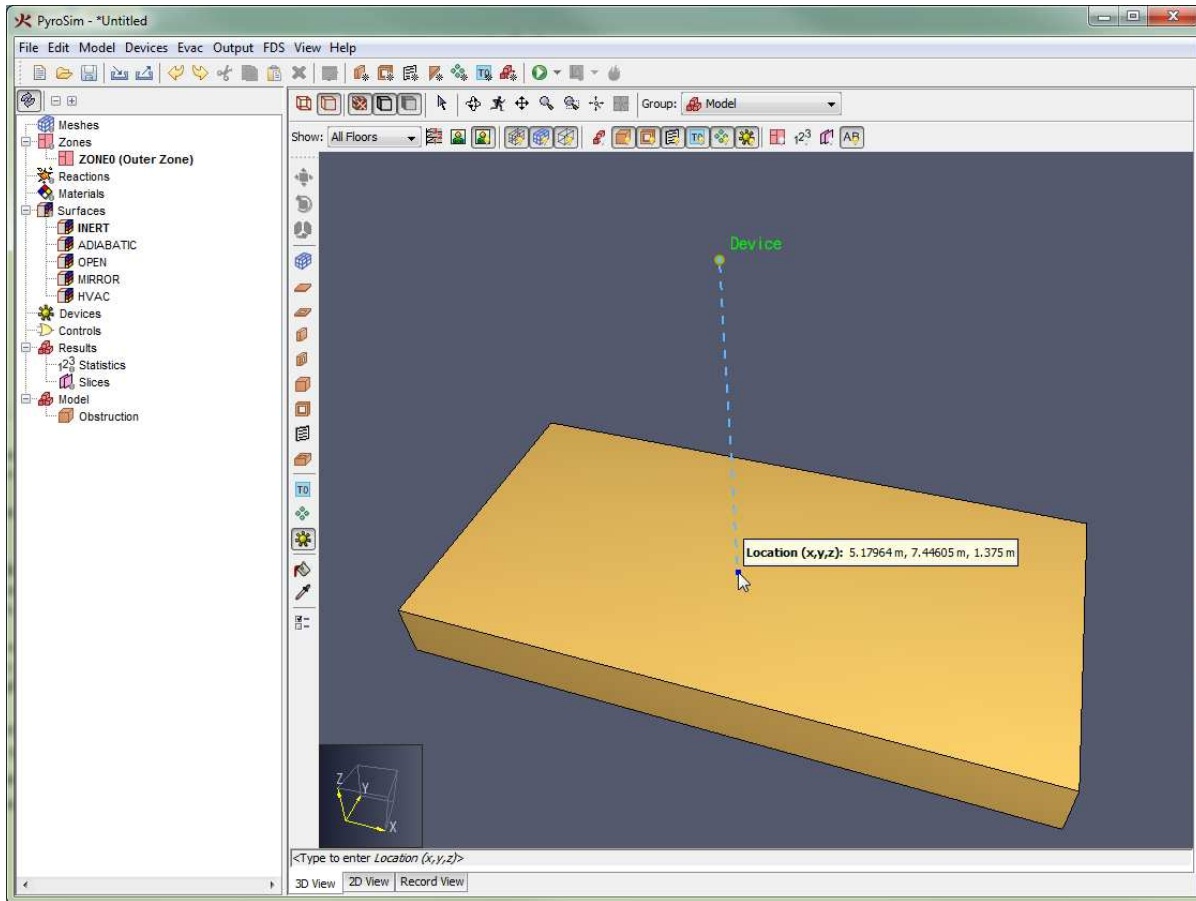 PyroSim - *Untitled
File Edit Model Devices Evac Output FDS View Help
Group: Model
Meshes
Zones
ZONE0 (Outer Zone)
Reactions
Materials
Surfaces
INERT
ADIABATIC
OPEN
MIRROR
HVAC
Devices
Controls
Results
Statistics
Slices
Model
Obstruction
Show: All Floors
Device
Location (x,y,z): 5.17964 m, 7.44605 m, 1.375 m
Z
Y
X
<Type to enter Location (x,y,z)>
3D View 2D View Record View